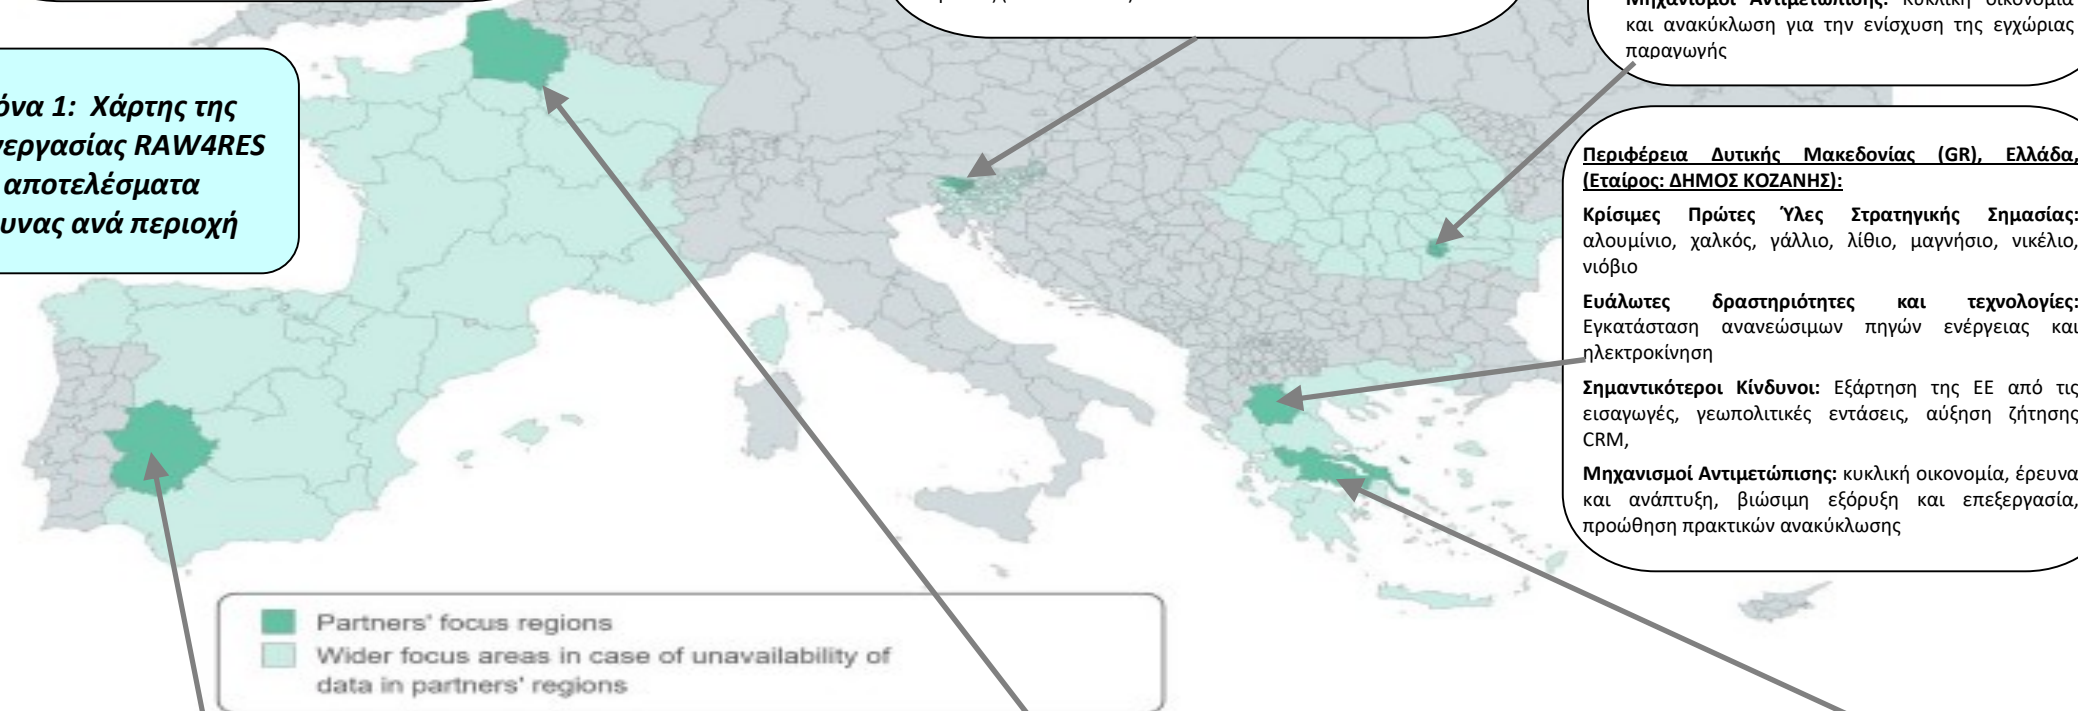 Μηχανισμοί Αντιμετώπισης: Κυκλική οικονομία
και ανακύκλωση για την ενίσχυση της εγχώριας
παραγωγής
όνα 1: Χάρτης της
νεργασίας RAW4RES
αποτελέσματα
υνας ανά περιοχή
Περιφέρεια Δυτικής Μακεδονίας (GR), Ελλάδα,
(Εταίρος: ΔΗΜΟΣ ΚΟΖΑΝΗΣ):
Κρίσιμες Πρώτες Ύλες Στρατηγικής Σημασίας:
αλουμίνιο, χαλκός, γάλλιο, λίθιο, μαγνήσιο, νικέλιο,
νιόβιο
Ευάλωτες δραστηριότητες και τεχνολογίες:
Εγκατάσταση ανανεώσιμων πηγών ενέργειας και
ηλεκτροκίνηση
Σημαντικότεροι Κίνδυνοι: Εξάρτηση της ΕΕ από τις
εισαγωγές, γεωπολιτικές εντάσεις, αύξηση ζήτησης
CRM,
Μηχανισμοί Αντιμετώπισης: κυκλική οικονομία, έρευνα
και ανάπτυξη, βιώσιμη εξόρυξη και επεξεργασία,
προώθηση πρακτικών ανακύκλωσης
Partners' focus regions
Wider focus areas in case of unavailability of
data in partners' regions